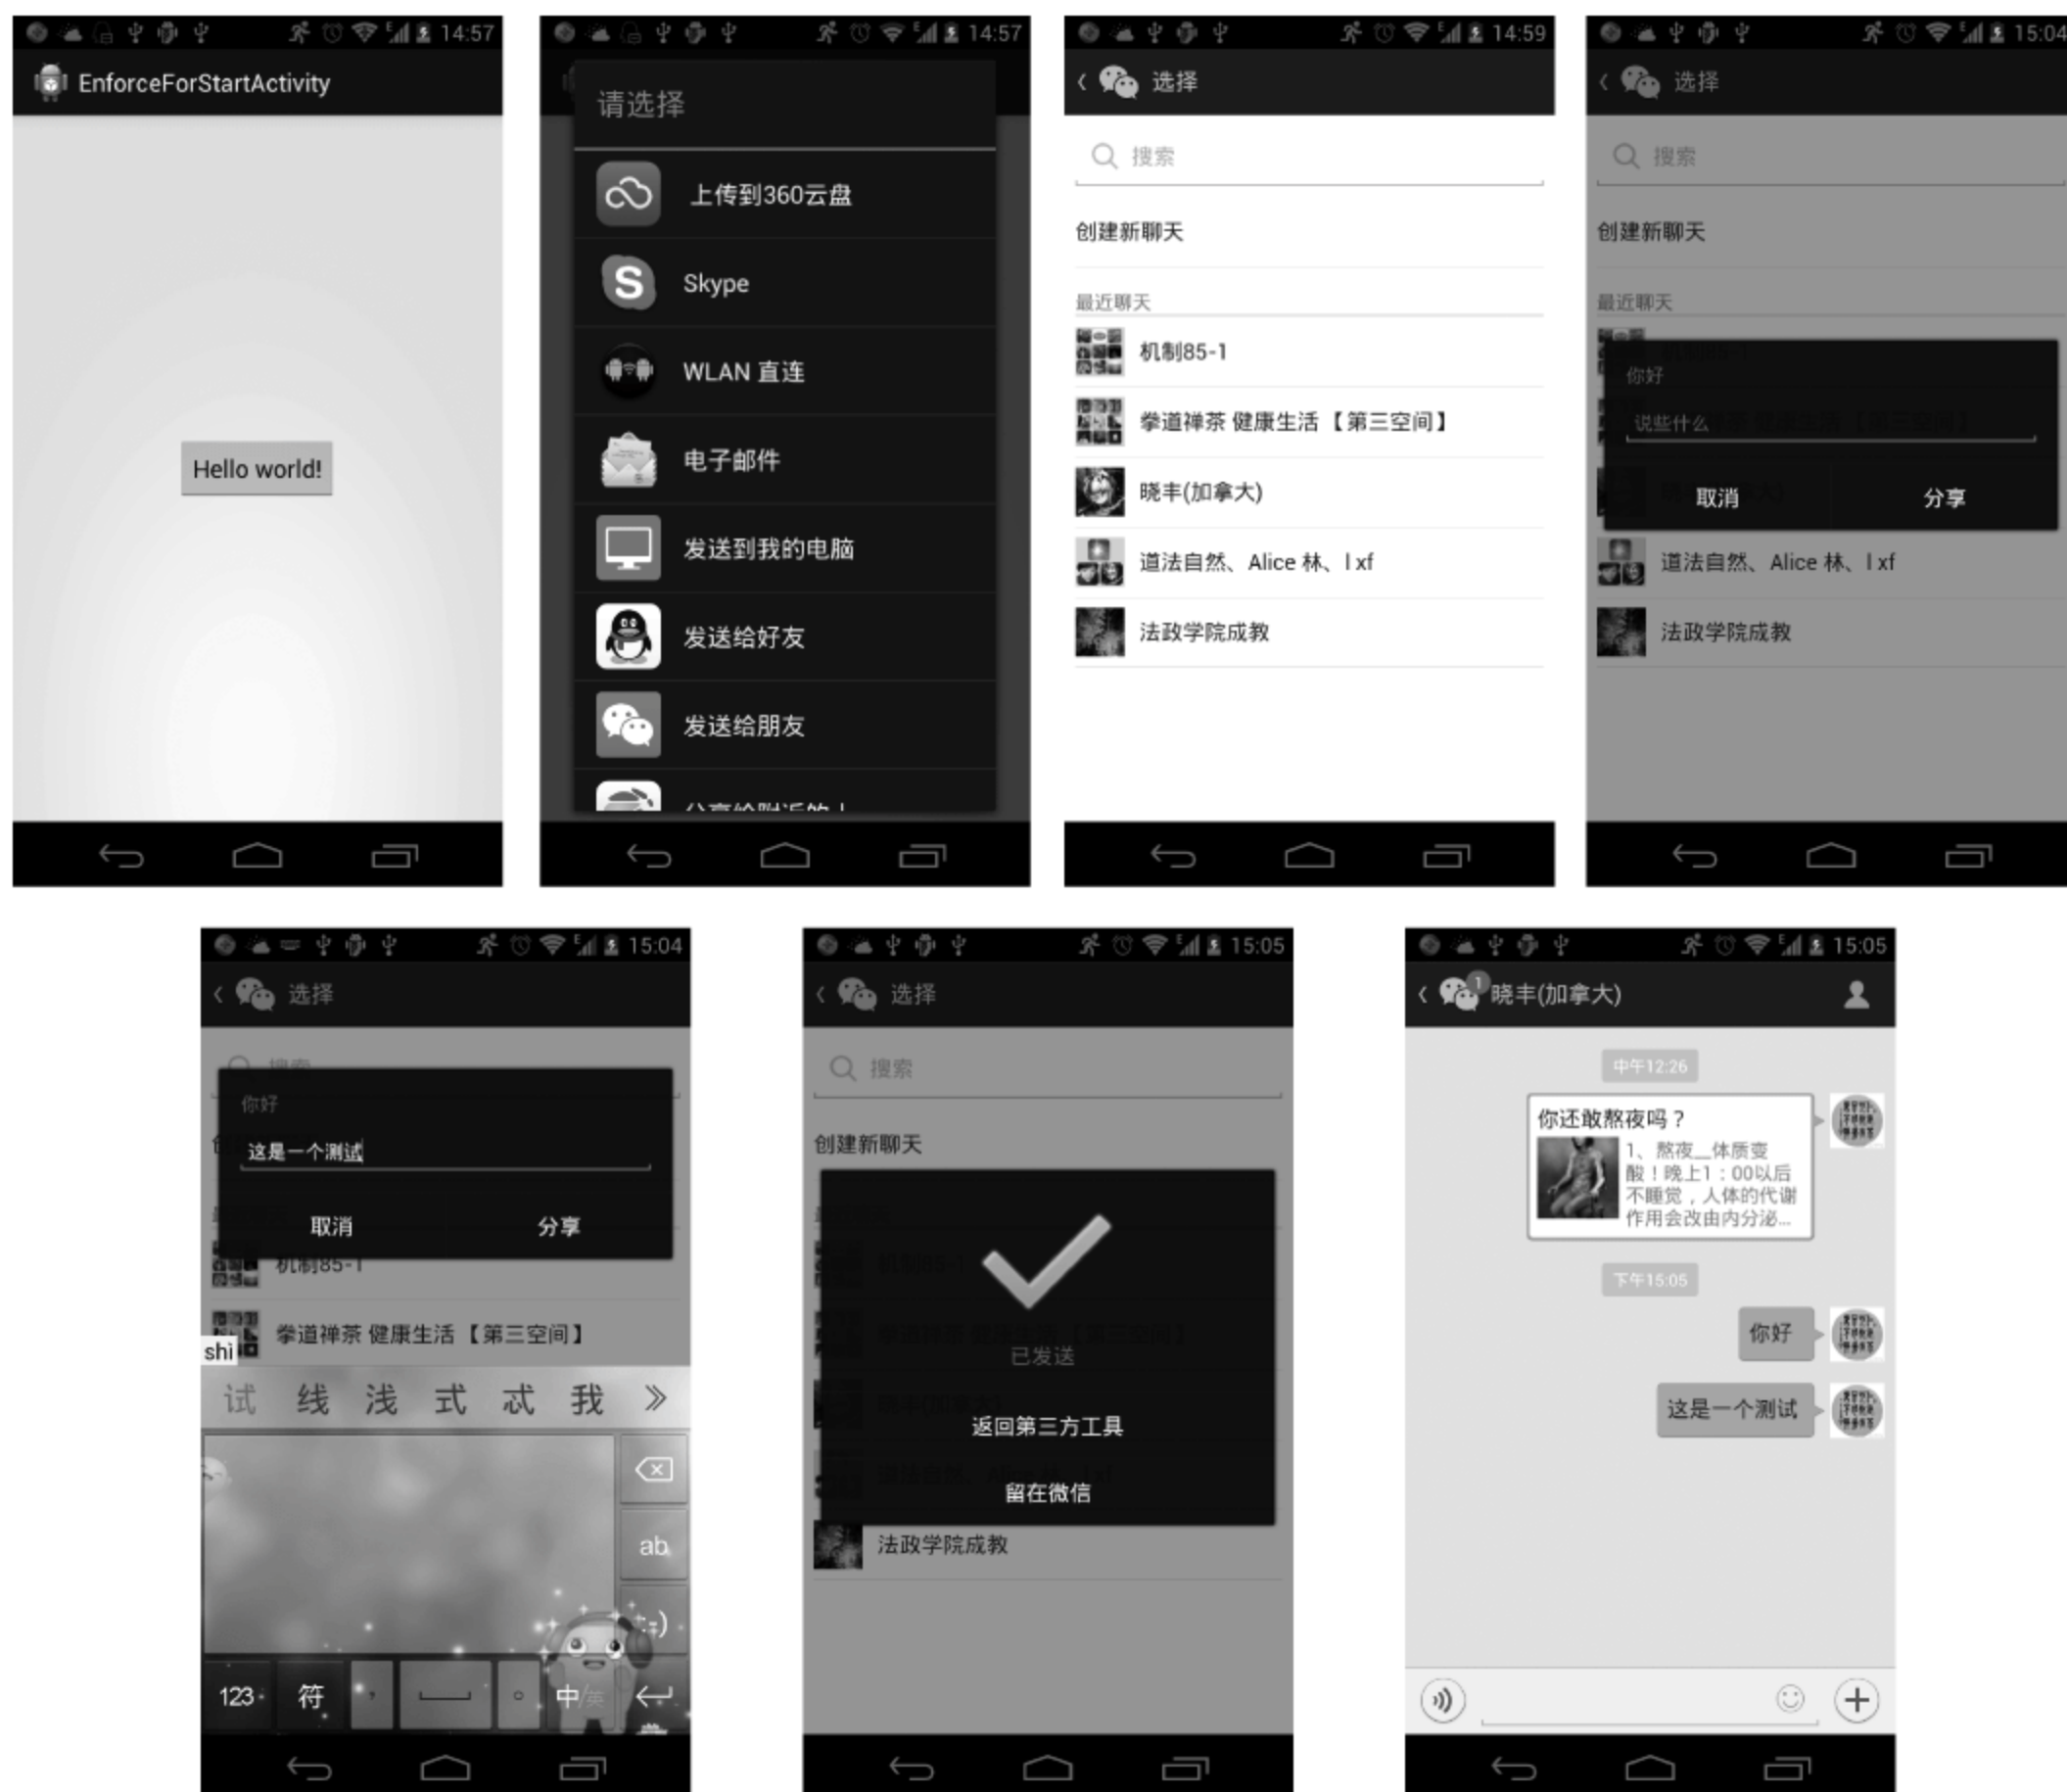 14:57
EnforceForStartActivity
Hello world!
14:57
请选择
上传到360云盘
Skype
WLAN 直连
电子邮件
发送到我的电脑
发送给好友
发送给朋友
14:59
选择
搜索
创建新聊天
最近聊天
机制85-1
拳道禅茶 健康生活 【第三空间】
晓丰(加拿大)
道法自然、Alice 林、l xf
法政学院成教
15:04
选择
搜索
创建新聊天
最近聊天
你好
说些什么
取消
分享
道法自然、Alice 林、l xf
法政学院成教
15:04
选择
搜索
你好
这是一个测试
取消
分享
机制85-1
拳道禅茶 健康生活 【第三空间】
shi
试 线 浅 式 忒 我
ab
:-)
123 符 , 。 中/英
15:05
选择
搜索
创建新聊天
已发送
返回第三方工具
留在微信
法政学院成教
15:05
1
晓丰(加拿大)
中午12:26
你还敢熬夜吗？
1、熬夜__体质变
酸！晚上1：00以后
不睡觉，人体的代谢
作用会改由内分泌...
下午15:05
你好
这是一个测试